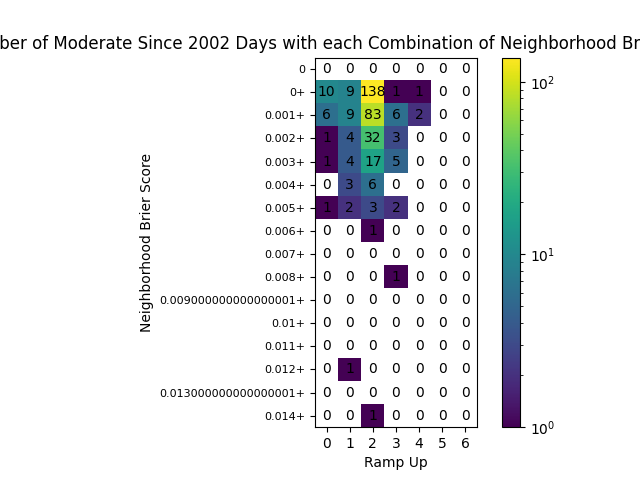 ber of Moderate Since 2002 Days with each Combination of Neighborhood Br
0 0 0 0 0 0 0 0
0+ 10 9 138 1 1 0 0
0.001+ 6 9 83 6 2 0 0
0.002+ 1 4 32 3 0 0 0
0.003+ 1 4 17 5 0 0 0
0.004+ 0 3 6 0 0 0 0
0.005+ 1 2 3 2 0 0 0
0.006+ 0 0 1 0 0 0 0
0.007+ 0 0 0 0 0 0 0
0.008+ 0 0 0 1 0 0 0
0.009000000000000001+ 0 0 0 0 0 0 0
0.01+ 0 0 0 0 0 0 0
0.011+ 0 0 0 0 0 0 0
0.012+ 0 1 0 0 0 0 0
0.013000000000000001+ 0 0 0 0 0 0 0
0.014+ 0 0 1 0 0 0 0
0 1 2 3 4 5 6
Ramp Up
Neighborhood Brier Score
10²
10¹
10⁰